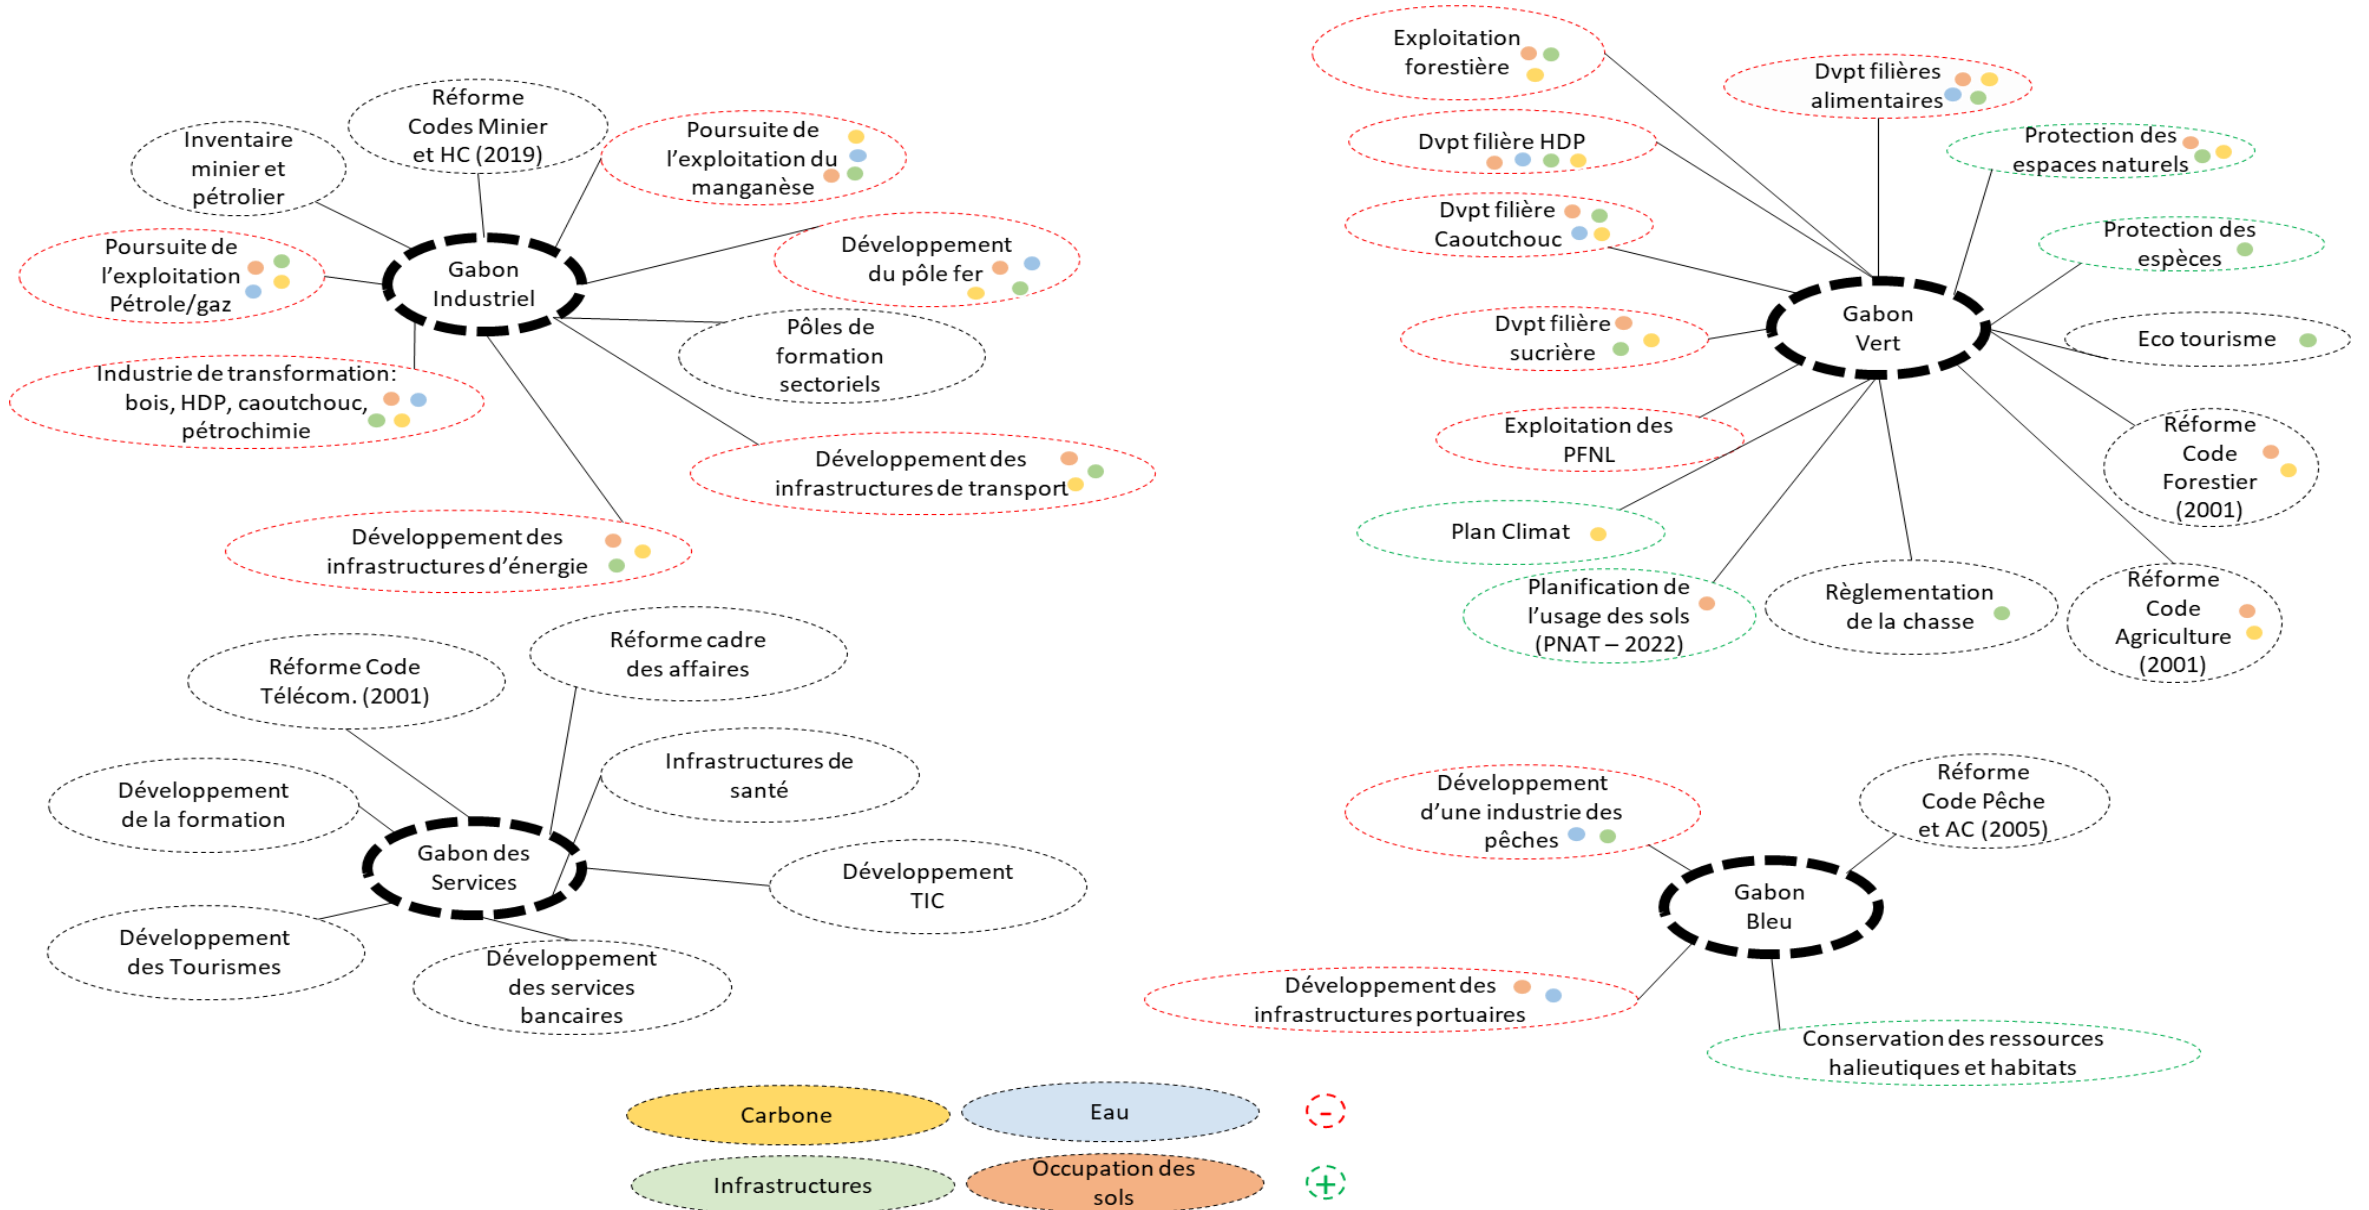 Réforme
Codes Minier
et HC (2019)
Inventaire
minier et
pétrolier
Poursuite de
l’exploitation du
manganèse
Poursuite de
l’exploitation
Pétrole/gaz
Gabon
Industriel
Développement
du pôle fer
Pôles de
formation
sectoriels
Industrie de transformation:
bois, HDP, caoutchouc,
pétrochimie
Développement des
infrastructures de transport
Développement des
infrastructures d’énergie
Exploitation
forestière
Dvpt filières
alimentaires
Dvpt filière HDP
Protection des
espaces naturels
Dvpt filière
Caoutchouc
Protection des
espèces
Gabon
Vert
Dvpt filière
sucrière
Eco tourisme
Exploitation des
PFNL
Réforme
Code
Forestier
(2001)
Plan Climat
Planification de
l’usage des sols
(PNAT – 2022)
Règlementation
de la chasse
Réforme
Code
Agriculture
(2001)
Réforme Code
Télécom. (2001)
Réforme cadre
des affaires
Développement
de la formation
Infrastructures de
santé
Gabon des
Services
Développement
TIC
Développement
des Tourismes
Développement
des services
bancaires
Développement
d’une industrie des
pêches
Réforme
Code Pêche
et AC (2005)
Gabon
Bleu
Développement des
infrastructures portuaires
Conservation des ressources
halieutiques et habitats
Carbone
Eau
-
Infrastructures
Occupation des
sols
+